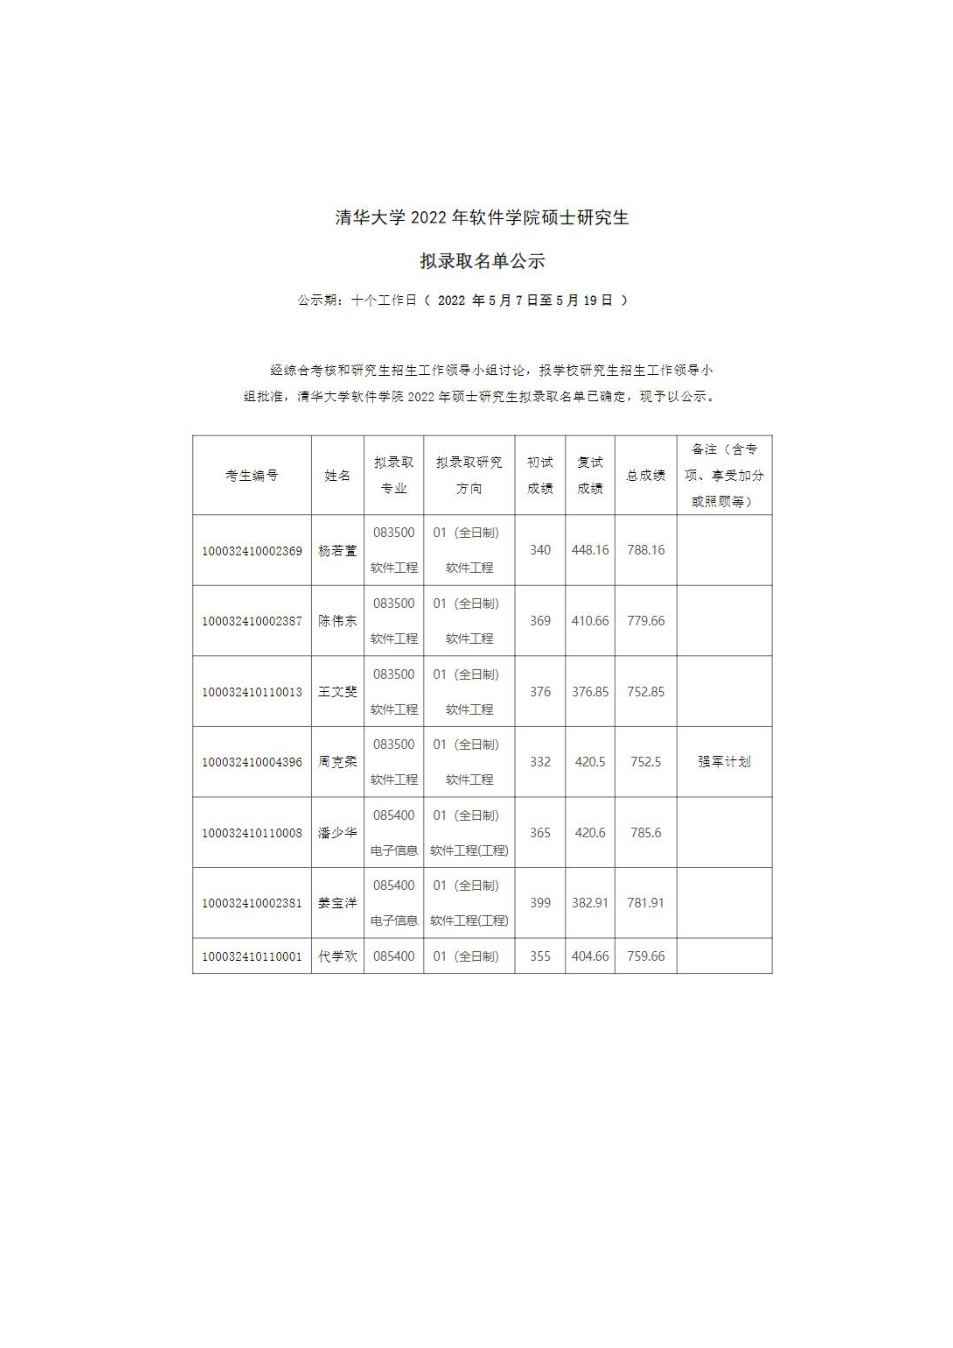 清华大学 2022 年软件学院硕士研究生
拟录取名单公示
公示期：十个工作日（ 2022 年 5 月 7 日至 5 月 19 日 ）
经综合考核和研究生招生工作领导小组讨论，报学校研究生招生工作领导小
组批准，清华大学软件学院 2022 年硕士研究生拟录取名单已确定，现予以公示。
考生编号 姓名 拟录取专业 拟录取研究方向 初试成绩 复试成绩 总成绩 备注（含专项、享受加分或照顾等）
100032410002369 杨若萱 083500 软件工程 01（全日制）软件工程 340 448.16 788.16
100032410002387 陈伟东 083500 软件工程 01（全日制）软件工程 369 410.66 779.66
100032410110013 王文斐 083500 软件工程 01（全日制）软件工程 376 376.85 752.85
100032410004396 周克柔 083500 软件工程 01（全日制）软件工程 332 420.5 752.5 强军计划
100032410110008 潘少华 085400 电子信息 01（全日制）软件工程(工程) 365 420.6 785.6
100032410002381 姜宝洋 085400 电子信息 01（全日制）软件工程(工程) 399 382.91 781.91
100032410110001 代学欢 085400 01（全日制） 355 404.66 759.66